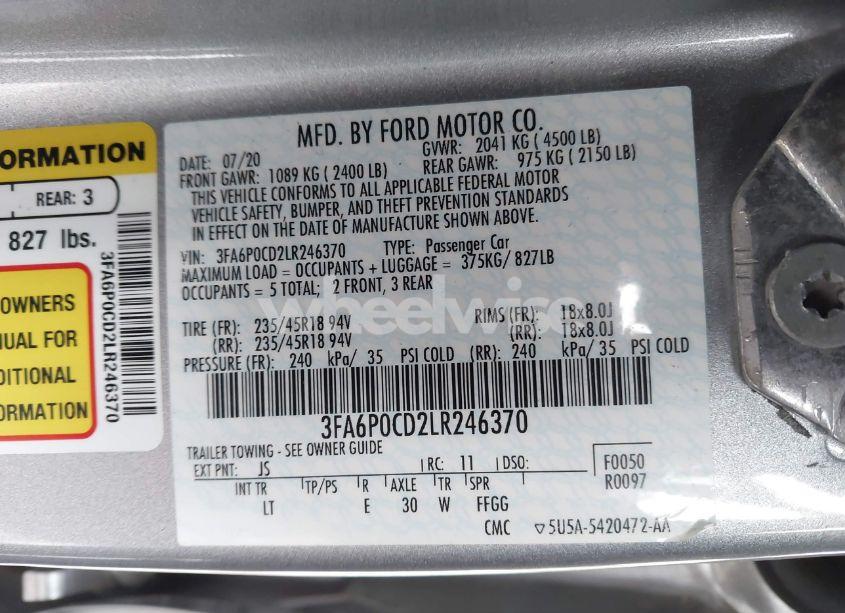 ORMATION
REAR: 3
827 lbs.
OWNERS
NUAL FOR
DITIONAL
FORMATION
3FA6P0CD2LR246370
MFD. BY FORD MOTOR CO.
DATE: 07/20 GVWR: 2041 KG ( 4500 LB)
FRONT GAWR: 1089 KG ( 2400 LB) REAR GAWR: 975 KG ( 2150 LB)
THIS VEHICLE CONFORMS TO ALL APPLICABLE FEDERAL MOTOR
VEHICLE SAFETY, BUMPER, AND THEFT PREVENTION STANDARDS
IN EFFECT ON THE DATE OF MANUFACTURE SHOWN ABOVE.
VIN: 3FA6P0CD2LR246370 TYPE: Passenger Car
MAXIMUM LOAD = OCCUPANTS + LUGGAGE = 375KG/ 827LB
OCCUPANTS = 5 TOTAL; 2 FRONT, 3 REAR
wheelwise
TIRE (FR): 235/45R18 94V RIMS (FR): 18x8.0J
(RR): 235/45R18 94V (RR): 18x8.0J
PRESSURE (FR): 240 kPa/ 35 PSI COLD (RR): 240 kPa/ 35 PSI COLD
3FA6P0CD2LR246370
TRAILER TOWING - SEE OWNER GUIDE
EXT PNT: JS RC: 11 DSO: F0050
R0097
INT TR TP/PS R AXLE TR SPR
LT E 30 W FFGG
CMC ▽5U5A-5420472-AA